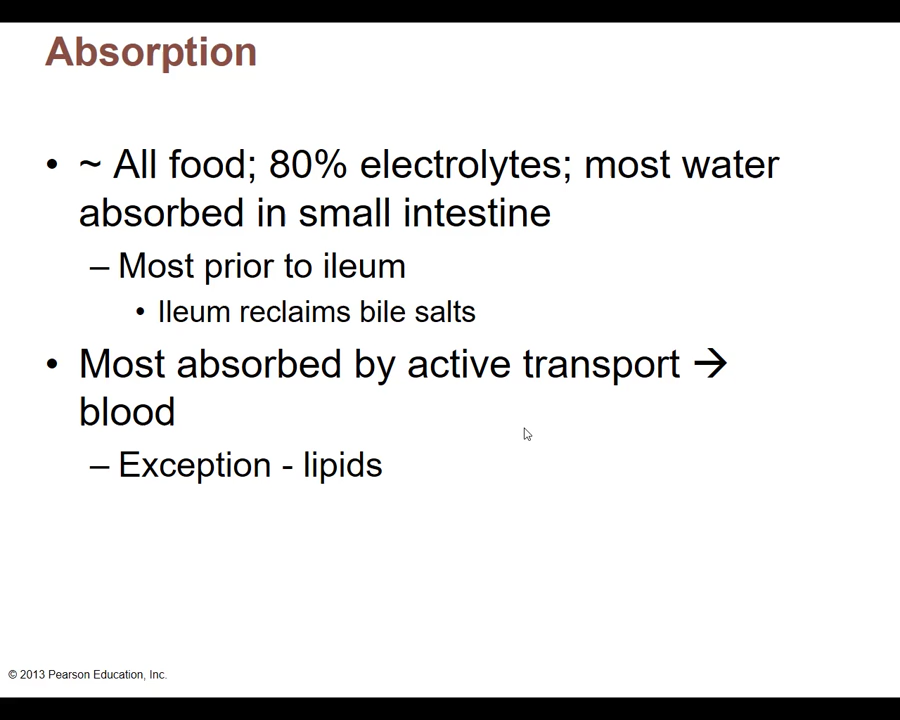 Absorption
• ~ All food; 80% electrolytes; most water
absorbed in small intestine
– Most prior to ileum
• Ileum reclaims bile salts
• Most absorbed by active transport →
blood
– Exception - lipids
© 2013 Pearson Education, Inc.